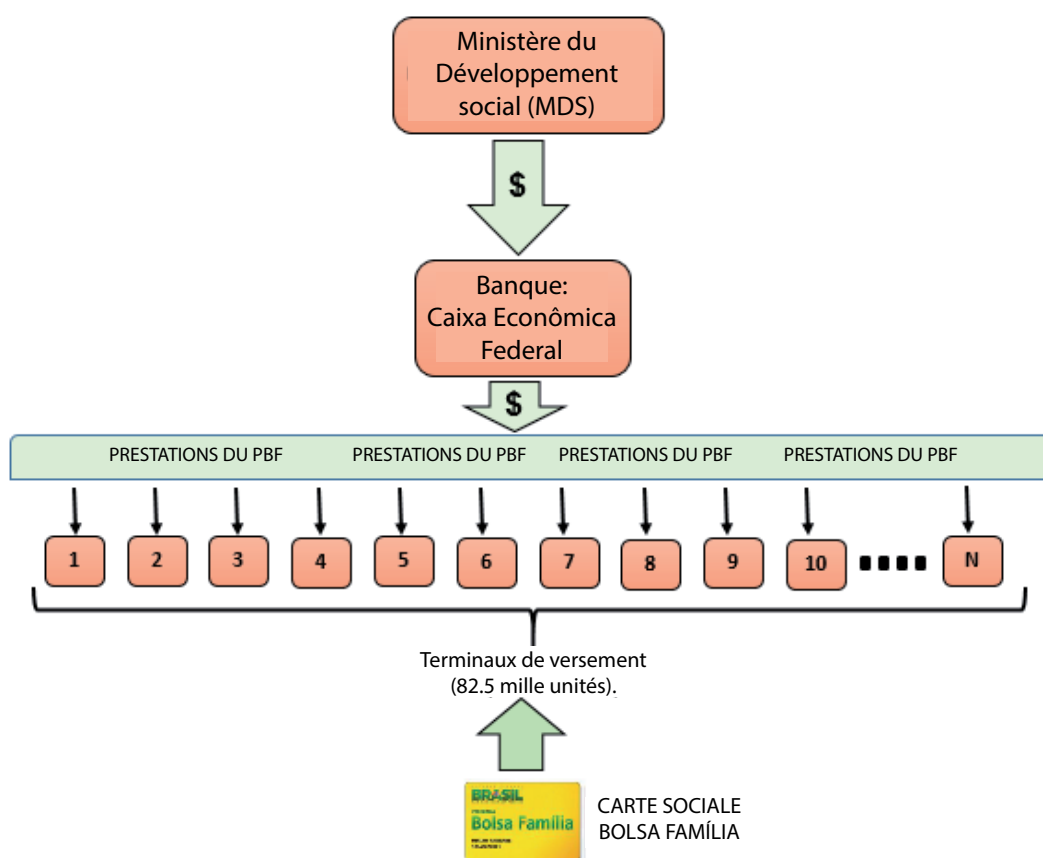 Ministère du
Développement
social (MDS)
$
Banque:
Caixa Econômica
Federal
$
PRESTATIONS DU PBF PRESTATIONS DU PBF PRESTATIONS DU PBF PRESTATIONS DU PBF
1 2 3 4 5 6 7 8 9 10 N
Terminaux de versement
(82.5 mille unités).
BRASIL
Bolsa Família
CARTE SOCIALE
BOLSA FAMÍLIA